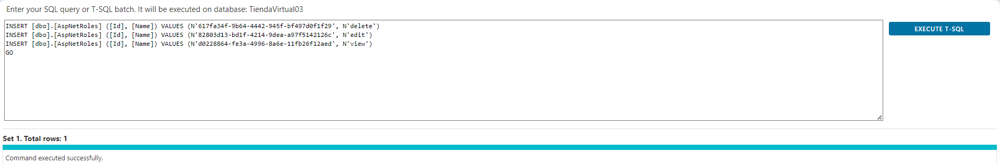 Enter your SQL query or T-SQL batch. It will be executed on database: TiendaVirtual03
INSERT [dbo].[AspNetRoles] ([Id], [Name]) VALUES (N'617fa34f-9b64-4442-945f-bf497d0f1f29', N'delete')
INSERT [dbo].[AspNetRoles] ([Id], [Name]) VALUES (N'82803d13-bd1f-4214-9dea-a97f5142126c', N'edit')
INSERT [dbo].[AspNetRoles] ([Id], [Name]) VALUES (N'd0228864-fe3a-4996-8a6e-11fb26f12aed', N'view')
GO
EXECUTE T-SQL
Set 1. Total rows: 1
Command executed successfully.